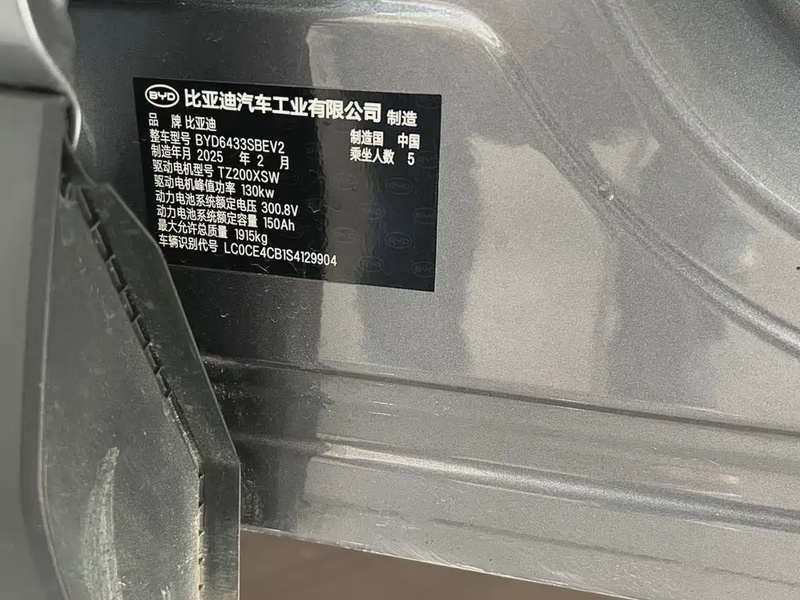 BYD 比亚迪汽车工业有限公司 制造
品 牌 比亚迪 制造国 中国
整车型号 BYD6433SBEV2 乘坐人数 5
制造年月 2025 年 2 月
驱动电机型号 TZ200XSW
驱动电机峰值功率 130kw
动力电池系统额定电压 300.8V
动力电池系统额定容量 150Ah
最大允许总质量 1915kg
车辆识别代号 LC0CE4CB1S4129904